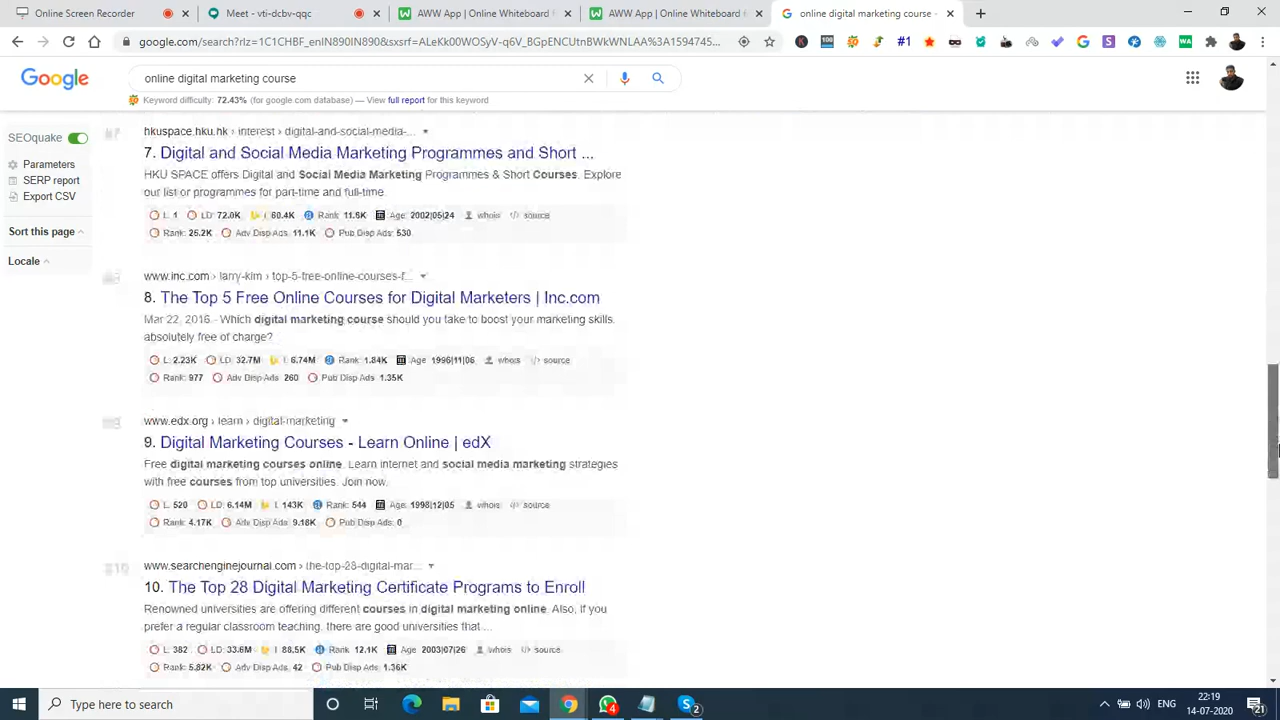 Online Screen Recorder
Meet - vti-dcbv-qqc
AWW App | Online Whiteboard
AWW App | Online Whiteboard
online digital marketing course -
google.com/search?rlz=1C1CHBF_enIN890IN890&sxsrf=ALeKk00WOSyV-q6V_BGpENCUtnBWkWNLAA%3A1594745...
Google
online digital marketing course
Keyword difficulty: 72.43% (for google.com database) — View full report for this keyword
SEOquake
Parameters
SERP report
Export CSV
Sort this page
Locale
hkuspace.hku.hk › interest › digital-and-social-media-...
7. Digital and Social Media Marketing Programmes and Short ...
HKU SPACE offers Digital and Social Media Marketing Programmes & Short Courses. Explore
our list of programmes for part-time and full-time.
L: 1 LD: 72.0K I: 60.4K Rank: 11.6K Age: 2002|05|24 whois source
Rank: 25.2K Adv Disp Ads: 11.1K Pub Disp Ads: 530
www.inc.com › larry-kim › top-5-free-online-courses-f...
8. The Top 5 Free Online Courses for Digital Marketers | Inc.com
Mar 22, 2016 - Which digital marketing course should you take to boost your marketing skills,
absolutely free of charge?
L: 2.23K LD: 32.7M I: 6.74M Rank: 1.84K Age: 1996|11|06 whois source
Rank: 977 Adv Disp Ads: 260 Pub Disp Ads: 1.35K
www.edx.org › learn › digital-marketing
9. Digital Marketing Courses - Learn Online | edX
Free digital marketing courses online. Learn internet and social media marketing strategies
with free courses from top universities. Join now.
L: 520 LD: 6.14M I: 143K Rank: 544 Age: 1998|12|05 whois source
Rank: 4.17K Adv Disp Ads: 9.18K Pub Disp Ads: 0
#10
www.searchenginejournal.com › the-top-28-digital-mar...
10. The Top 28 Digital Marketing Certificate Programs to Enroll
Renowned universities are offering different courses in digital marketing online. Also, if you
prefer a regular classroom teaching, there are good universities that ...
L: 382 LD: 33.6M I: 88.5K Rank: 12.1K Age: 2003|07|26 whois source
Rank: 5.82K Adv Disp Ads: 42 Pub Disp Ads: 1.36K
Type here to search
4
2
ENG
22:19
14-07-2020
21